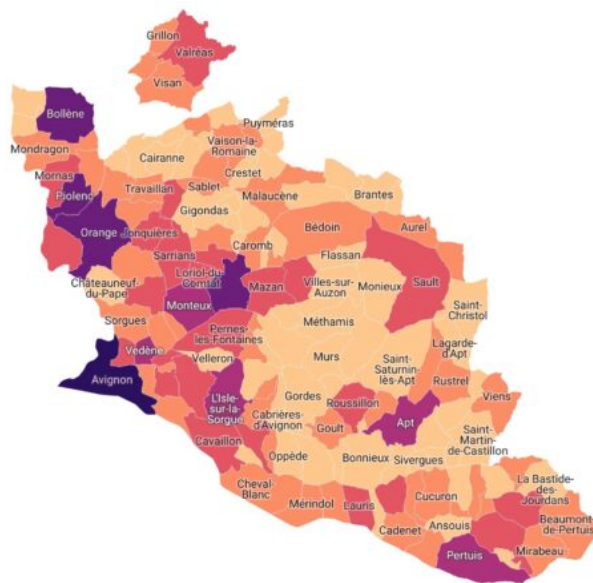 Grillon
Valréas
Visan
Bollène
Puyméras
Mondragon
Vaison-la-
Romaine
Cairanne
Crestet
Mornas
Travaillan
Sablet
Malaucène
Brantes
Piolenc
Gigondas
Orange
Jonquières
Bédoin
Aurel
Caromb
Sarrians
Flassan
Loriol-du-
Comtat
Mazan
Villes-sur-
Auzon
Monieux
Sault
Châteauneuf-
du-Pape
Monteux
Saint-
Christol
Sorgues
Pernes-
les-Fontaines
Méthamis
Vedène
Velleron
Murs
Saint-
Saturnin-
lès-Apt
Lagarde-
d'Apt
Avignon
Rustrel
L'Isle-
sur-la-
Sorgue
Gordes
Roussillon
Viens
Cabrières-
d'Avignon
Goult
Apt
Saint-
Martin-
de-Castillon
Cavaillon
Oppède
Bonnieux
Sivergues
Cheval-
Blanc
Mérindol
Lauris
Cucuron
La Bastide-
des-
Jourdans
Cadenet
Ansouis
Beaumont-
de-Pertuis
Pertuis
Mirabeau